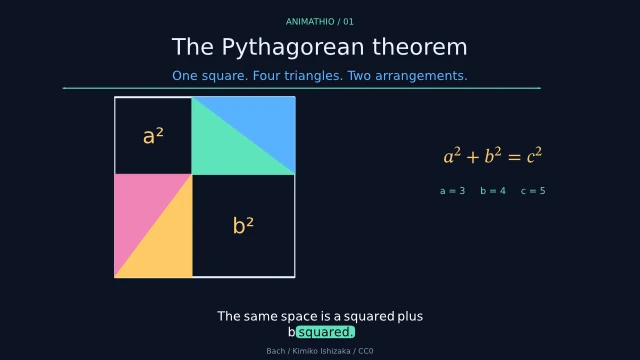 ANIMATHIO / 01
The Pythagorean theorem
One square. Four triangles. Two arrangements.
a²
b²
a² + b² = c²
a = 3 b = 4 c = 5
The same space is a squared plus
b squared.
Bach / Kimiko Ishizaka / CC0